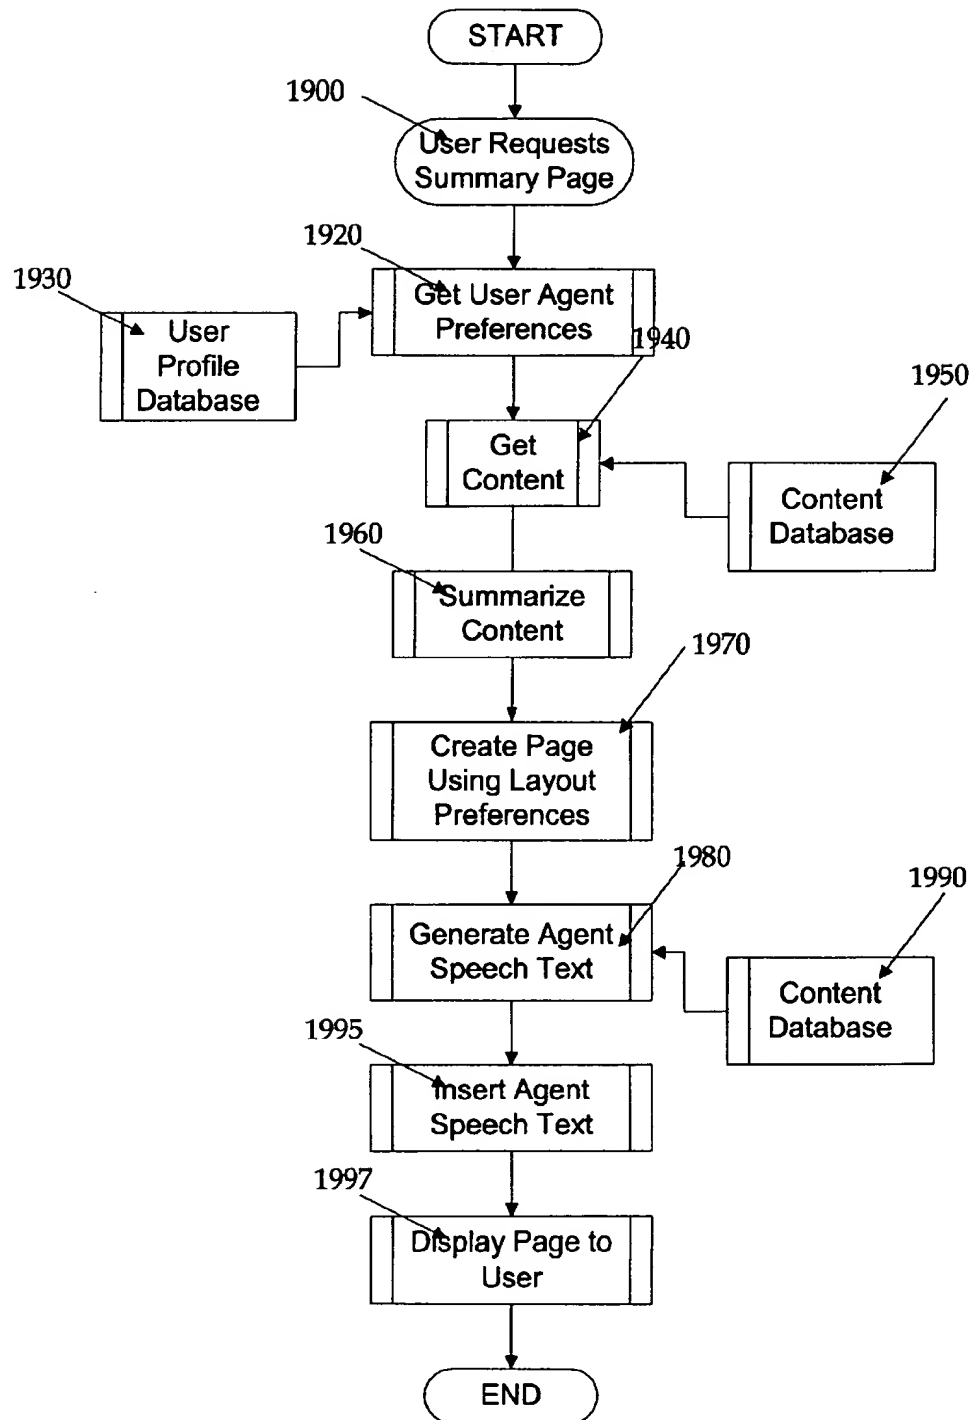 START
1900
User Requests
Summary Page
1920
Get User Agent
Preferences
1930
User
Profile
Database
1940
Get
Content
1950
Content
Database
1960
Summarize
Content
1970
Create Page
Using Layout
Preferences
1980
Generate Agent
Speech Text
1990
Content
Database
1995
Insert Agent
Speech Text
1997
Display Page to
User
END